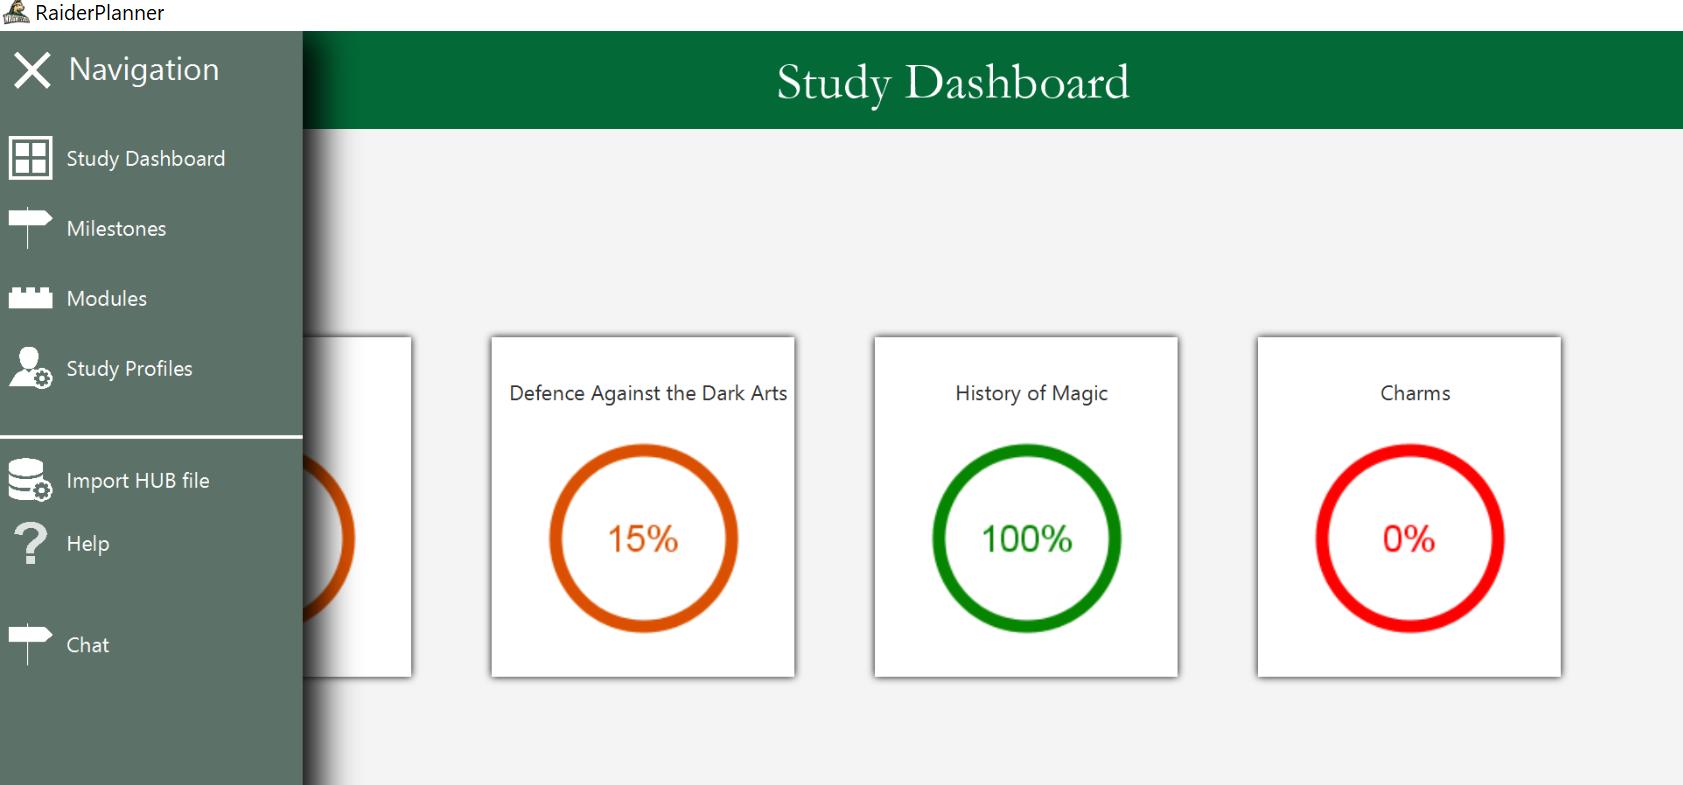 RaiderPlanner
Navigation
Study Dashboard
Milestones
Modules
Study Profiles
Import HUB file
Help
Chat
Study Dashboard
Defence Against the Dark Arts
15%
History of Magic
100%
Charms
0%